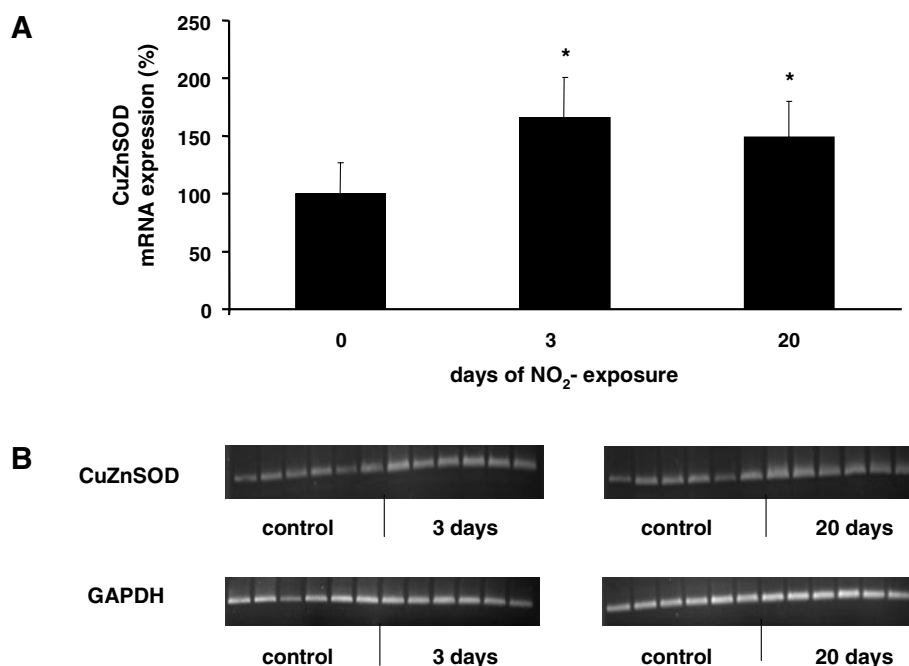 A
250
200
150
100
50
0
CuZnSOD
mRNA expression (%)
*
*
0 3 20
days of NO₂- exposure
B
CuZnSOD
control 3 days
control 20 days
GAPDH
control 3 days
control 20 days